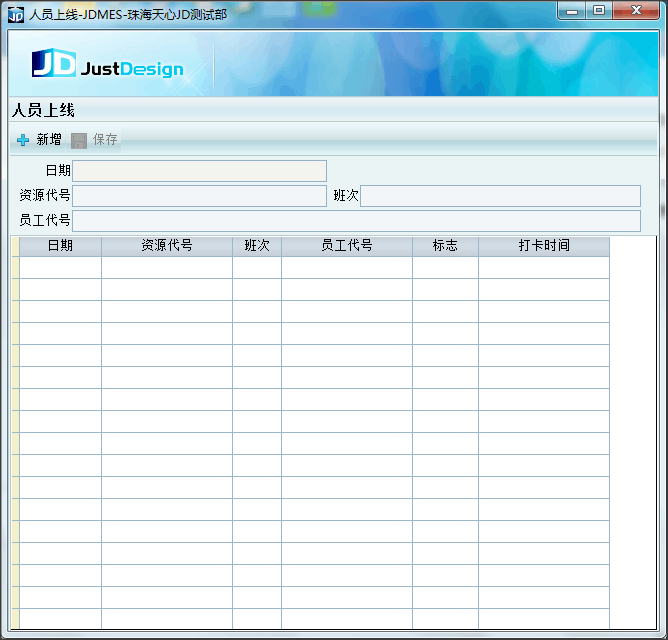 人员上线-JDMES-珠海天心JD测试部
JD JustDesign
人员上线
新增 保存
日期
资源代号 班次
员工代号
日期 资源代号 班次 员工代号 标志 打卡时间